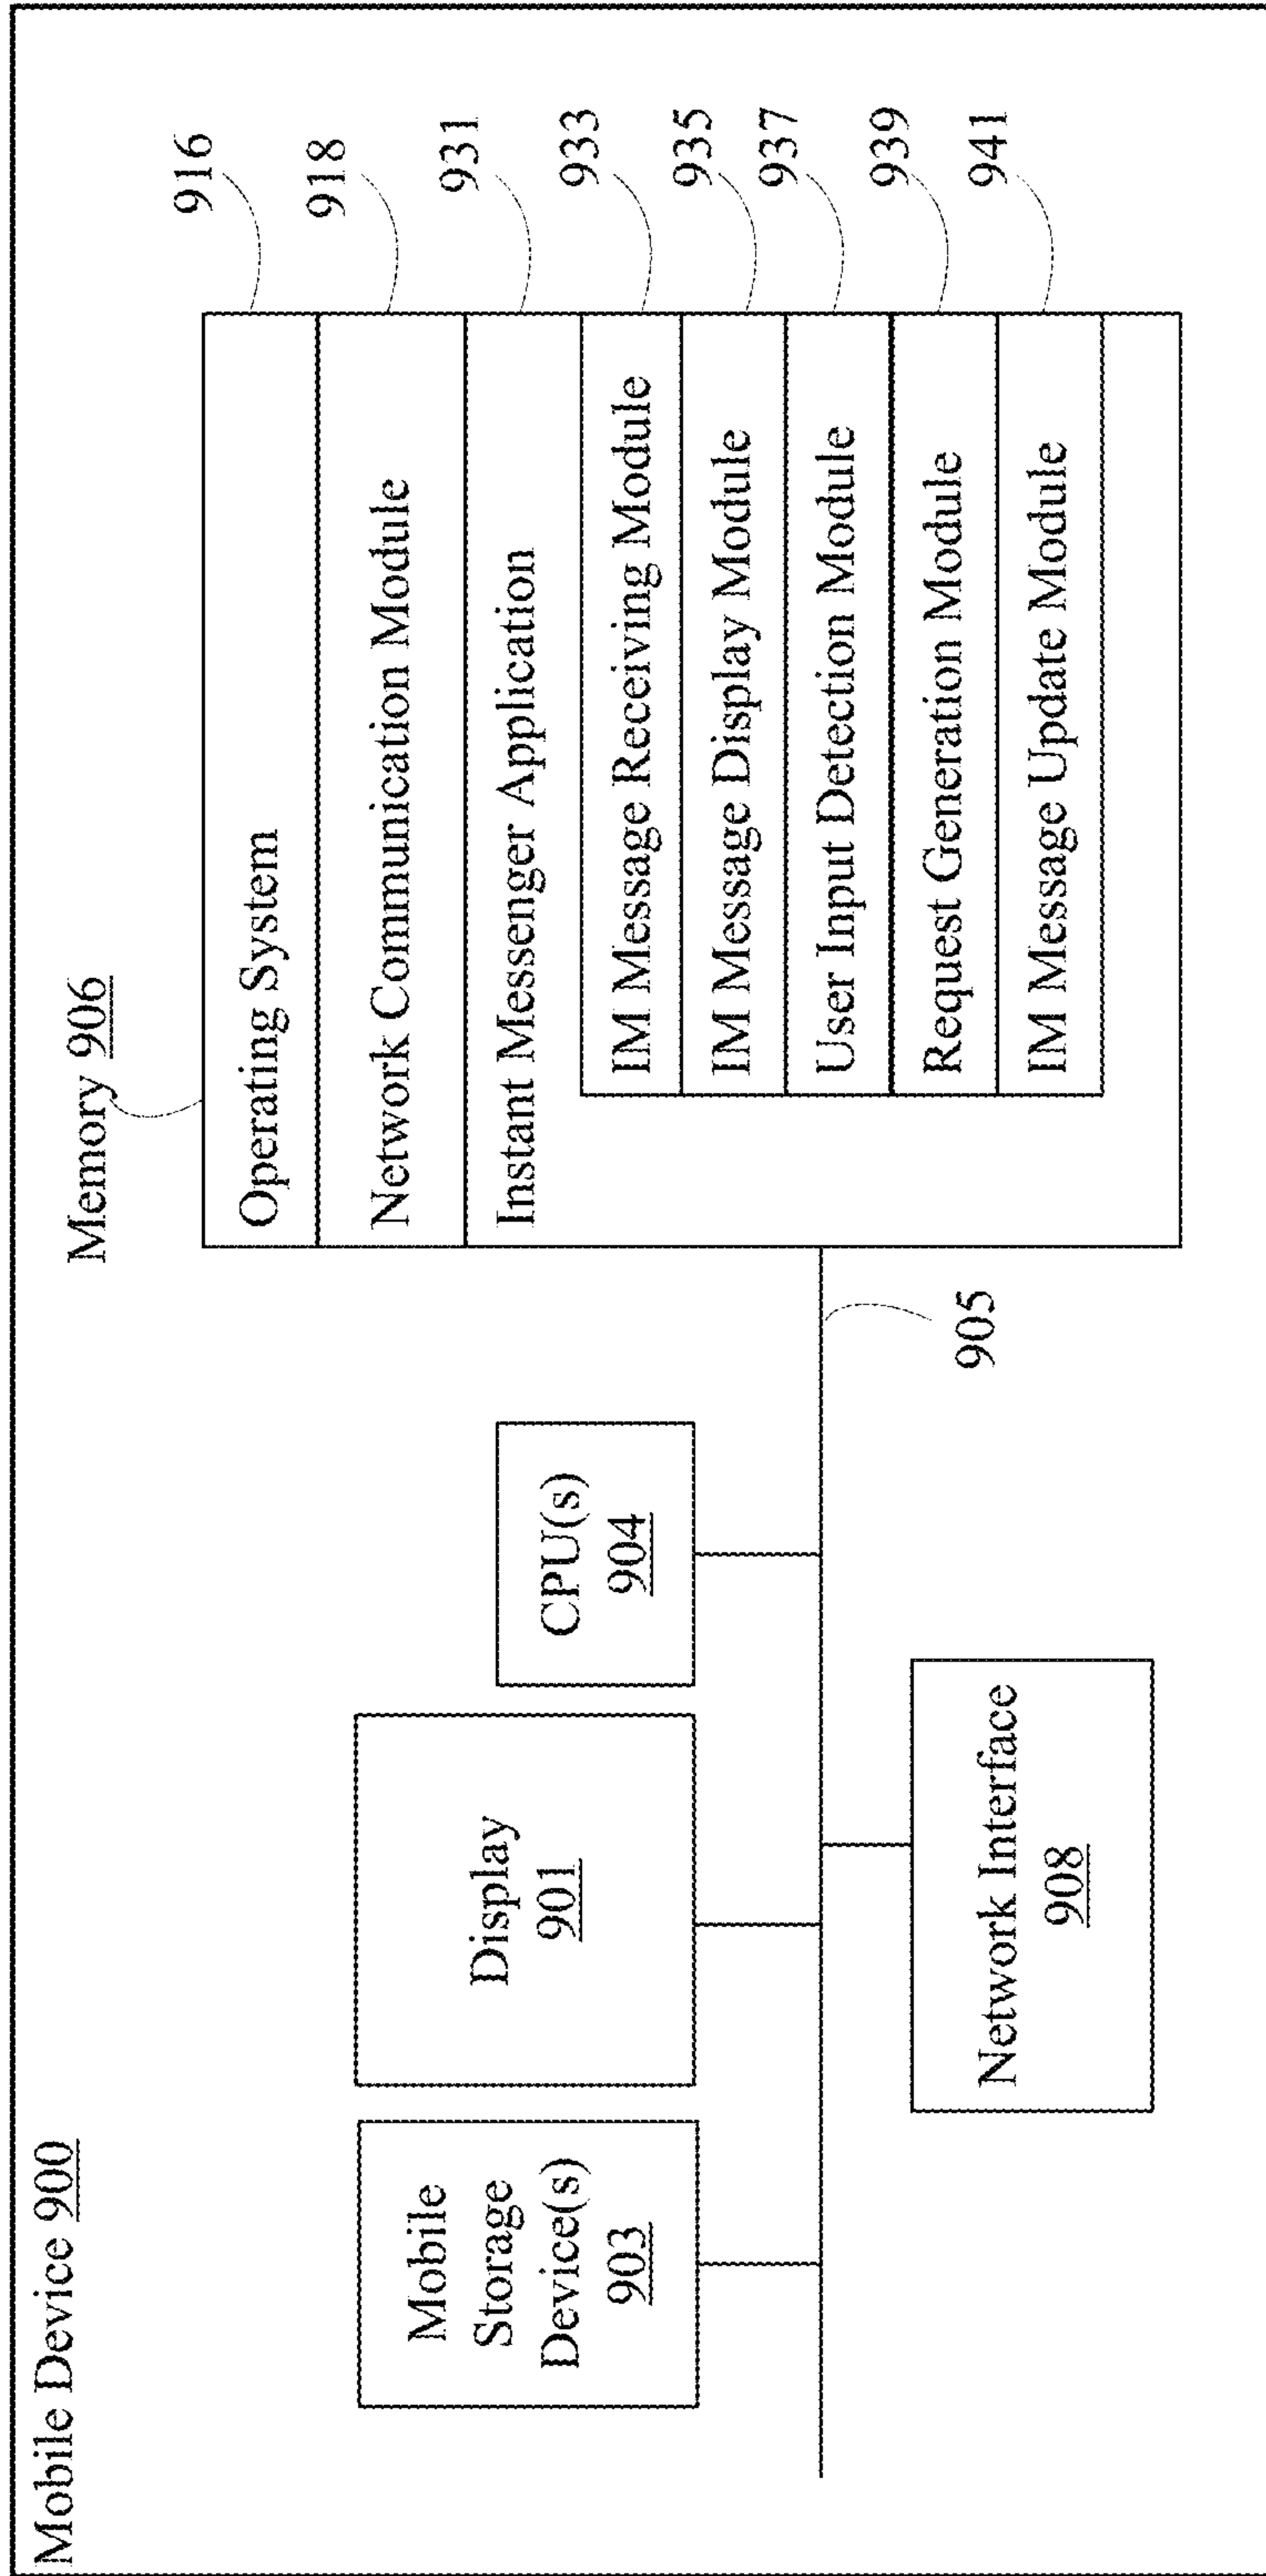 Mobile Device 900
Memory 906
Operating System
916
Network Communication Module
918
Instant Messenger Application
931
IM Message Receiving Module
933
IM Message Display Module
935
User Input Detection Module
937
Request Generation Module
939
IM Message Update Module
941
Mobile
Storage
Device(s)
903
Display
901
CPU(s)
904
905
Network Interface
908